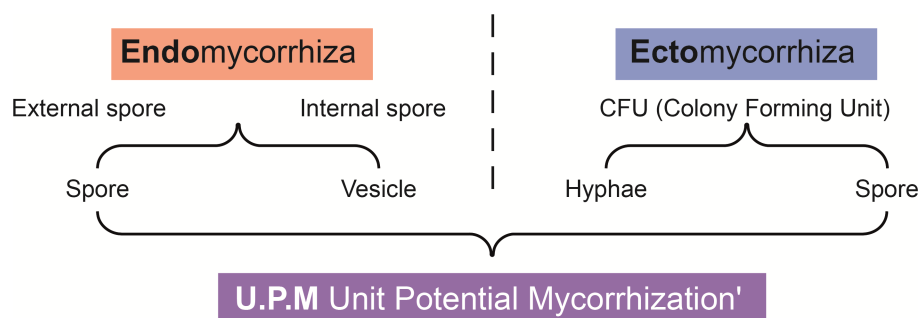 Endomycorrhiza
Ectomycorrhiza
External spore
Internal spore
CFU (Colony Forming Unit)
Spore
Vesicle
Hyphae
Spore
U.P.M Unit Potential Mycorrhization'